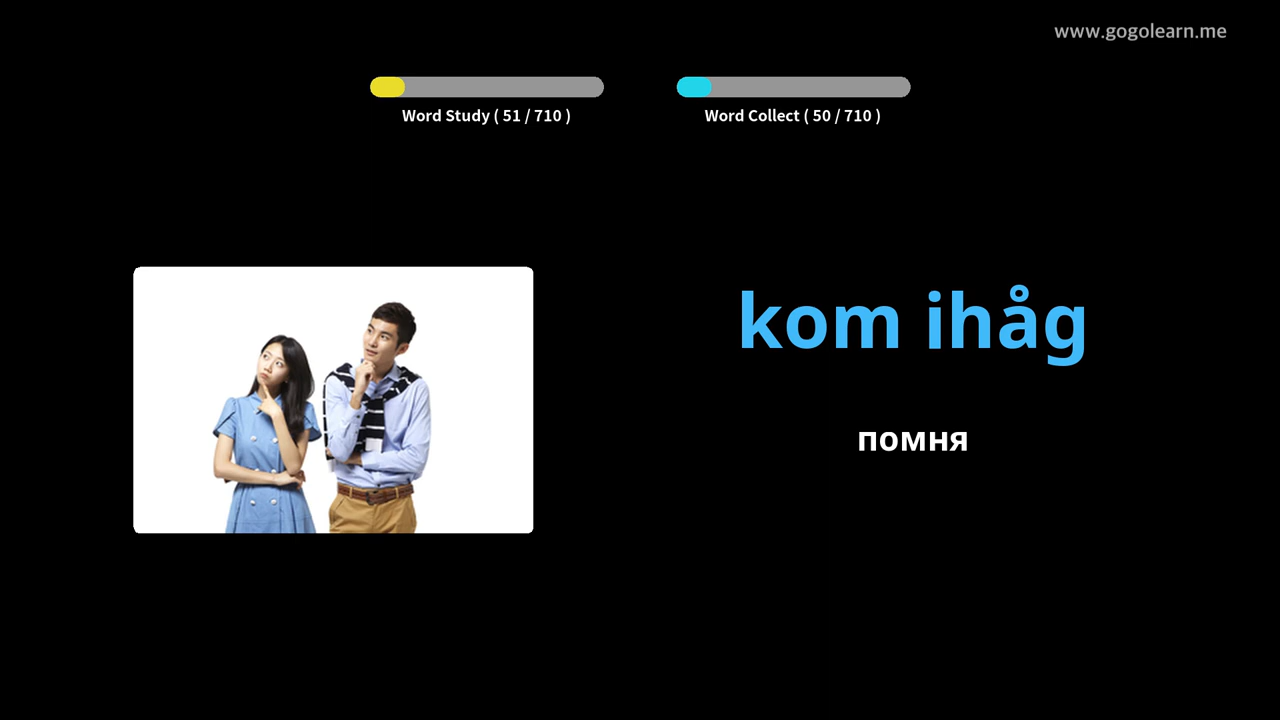 www.gogolearn.me
Word Study ( 51 / 710 )
Word Collect ( 50 / 710 )
kom ihåg
помня